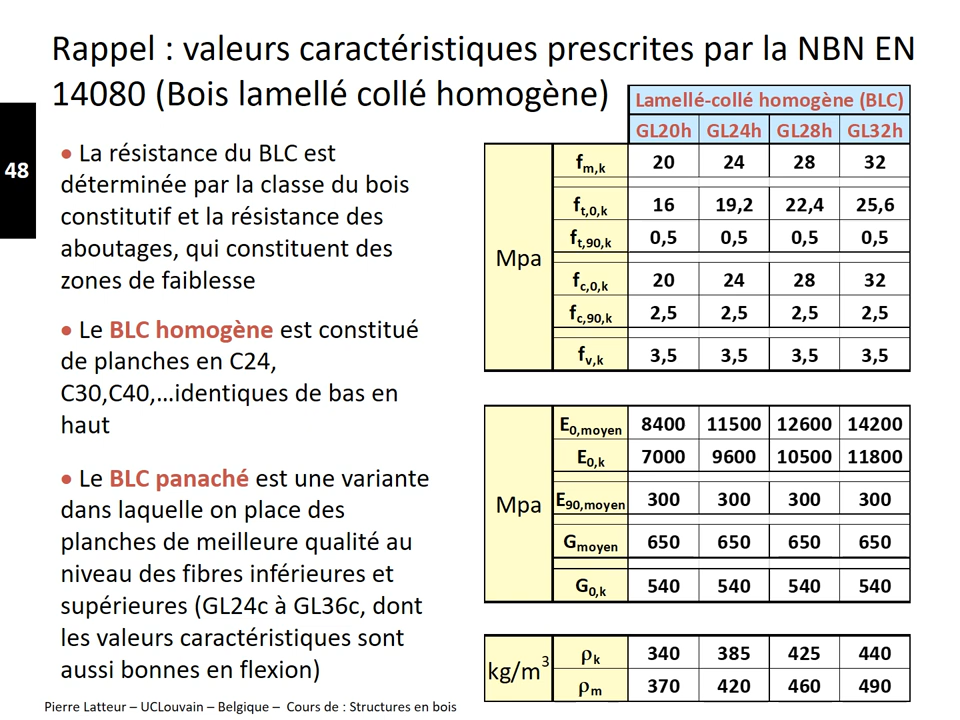 Rappel : valeurs caractéristiques prescrites par la NBN EN
14080 (Bois lamellé collé homogène)
48
• La résistance du BLC est
déterminée par la classe du bois
constitutif et la résistance des
aboutages, qui constituent des
zones de faiblesse
• Le BLC homogène est constitué
de planches en C24,
C30,C40,…identiques de bas en
haut
• Le BLC panaché est une variante
dans laquelle on place des
planches de meilleure qualité au
niveau des fibres inférieures et
supérieures (GL24c à GL36c, dont
les valeurs caractéristiques sont
aussi bonnes en flexion)
Lamellé-collé homogène (BLC)
GL20h GL24h GL28h GL32h
Mpa
fm,k 20 24 28 32
ft,0,k 16 19,2 22,4 25,6
ft,90,k 0,5 0,5 0,5 0,5
fc,0,k 20 24 28 32
fc,90,k 2,5 2,5 2,5 2,5
fv,k 3,5 3,5 3,5 3,5
Mpa
E0,moyen 8400 11500 12600 14200
E0,k 7000 9600 10500 11800
E90,moyen 300 300 300 300
Gmoyen 650 650 650 650
G0,k 540 540 540 540
kg/m³
ρk 340 385 425 440
ρm 370 420 460 490
Pierre Latteur – UCLouvain – Belgique – Cours de : Structures en bois